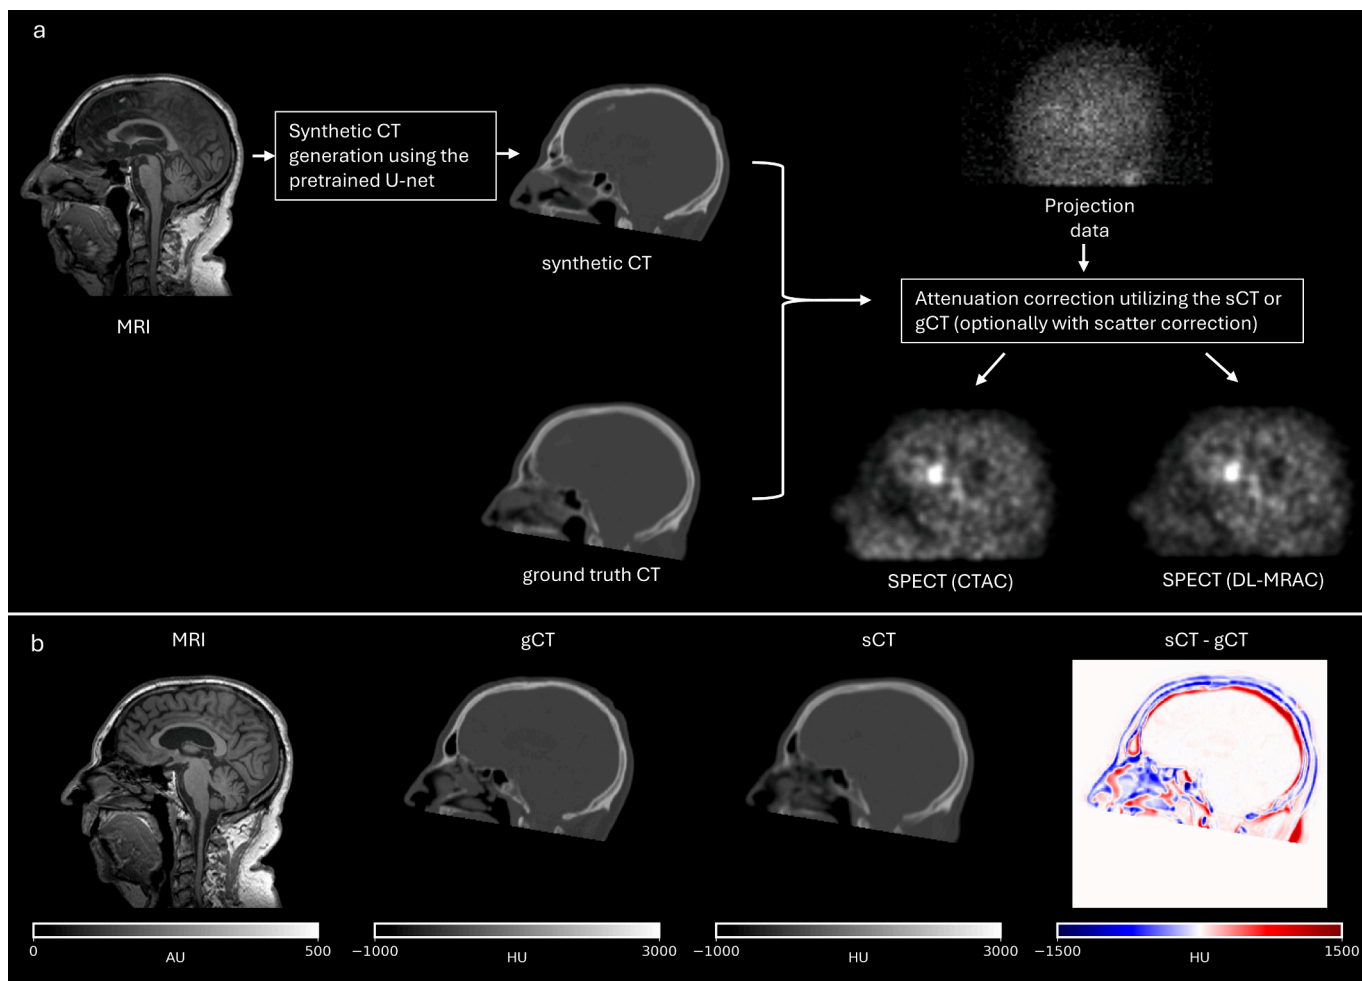 a
MRI
Synthetic CT
generation using the
pretrained U-net
synthetic CT
ground truth CT
Projection
data
Attenuation correction utilizing the sCT or
gCT (optionally with scatter correction)
SPECT (CTAC)
SPECT (DL-MRAC)
b
MRI
gCT
sCT
sCT - gCT
0
500
AU
−1000
3000
HU
−1000
3000
HU
−1500
1500
HU